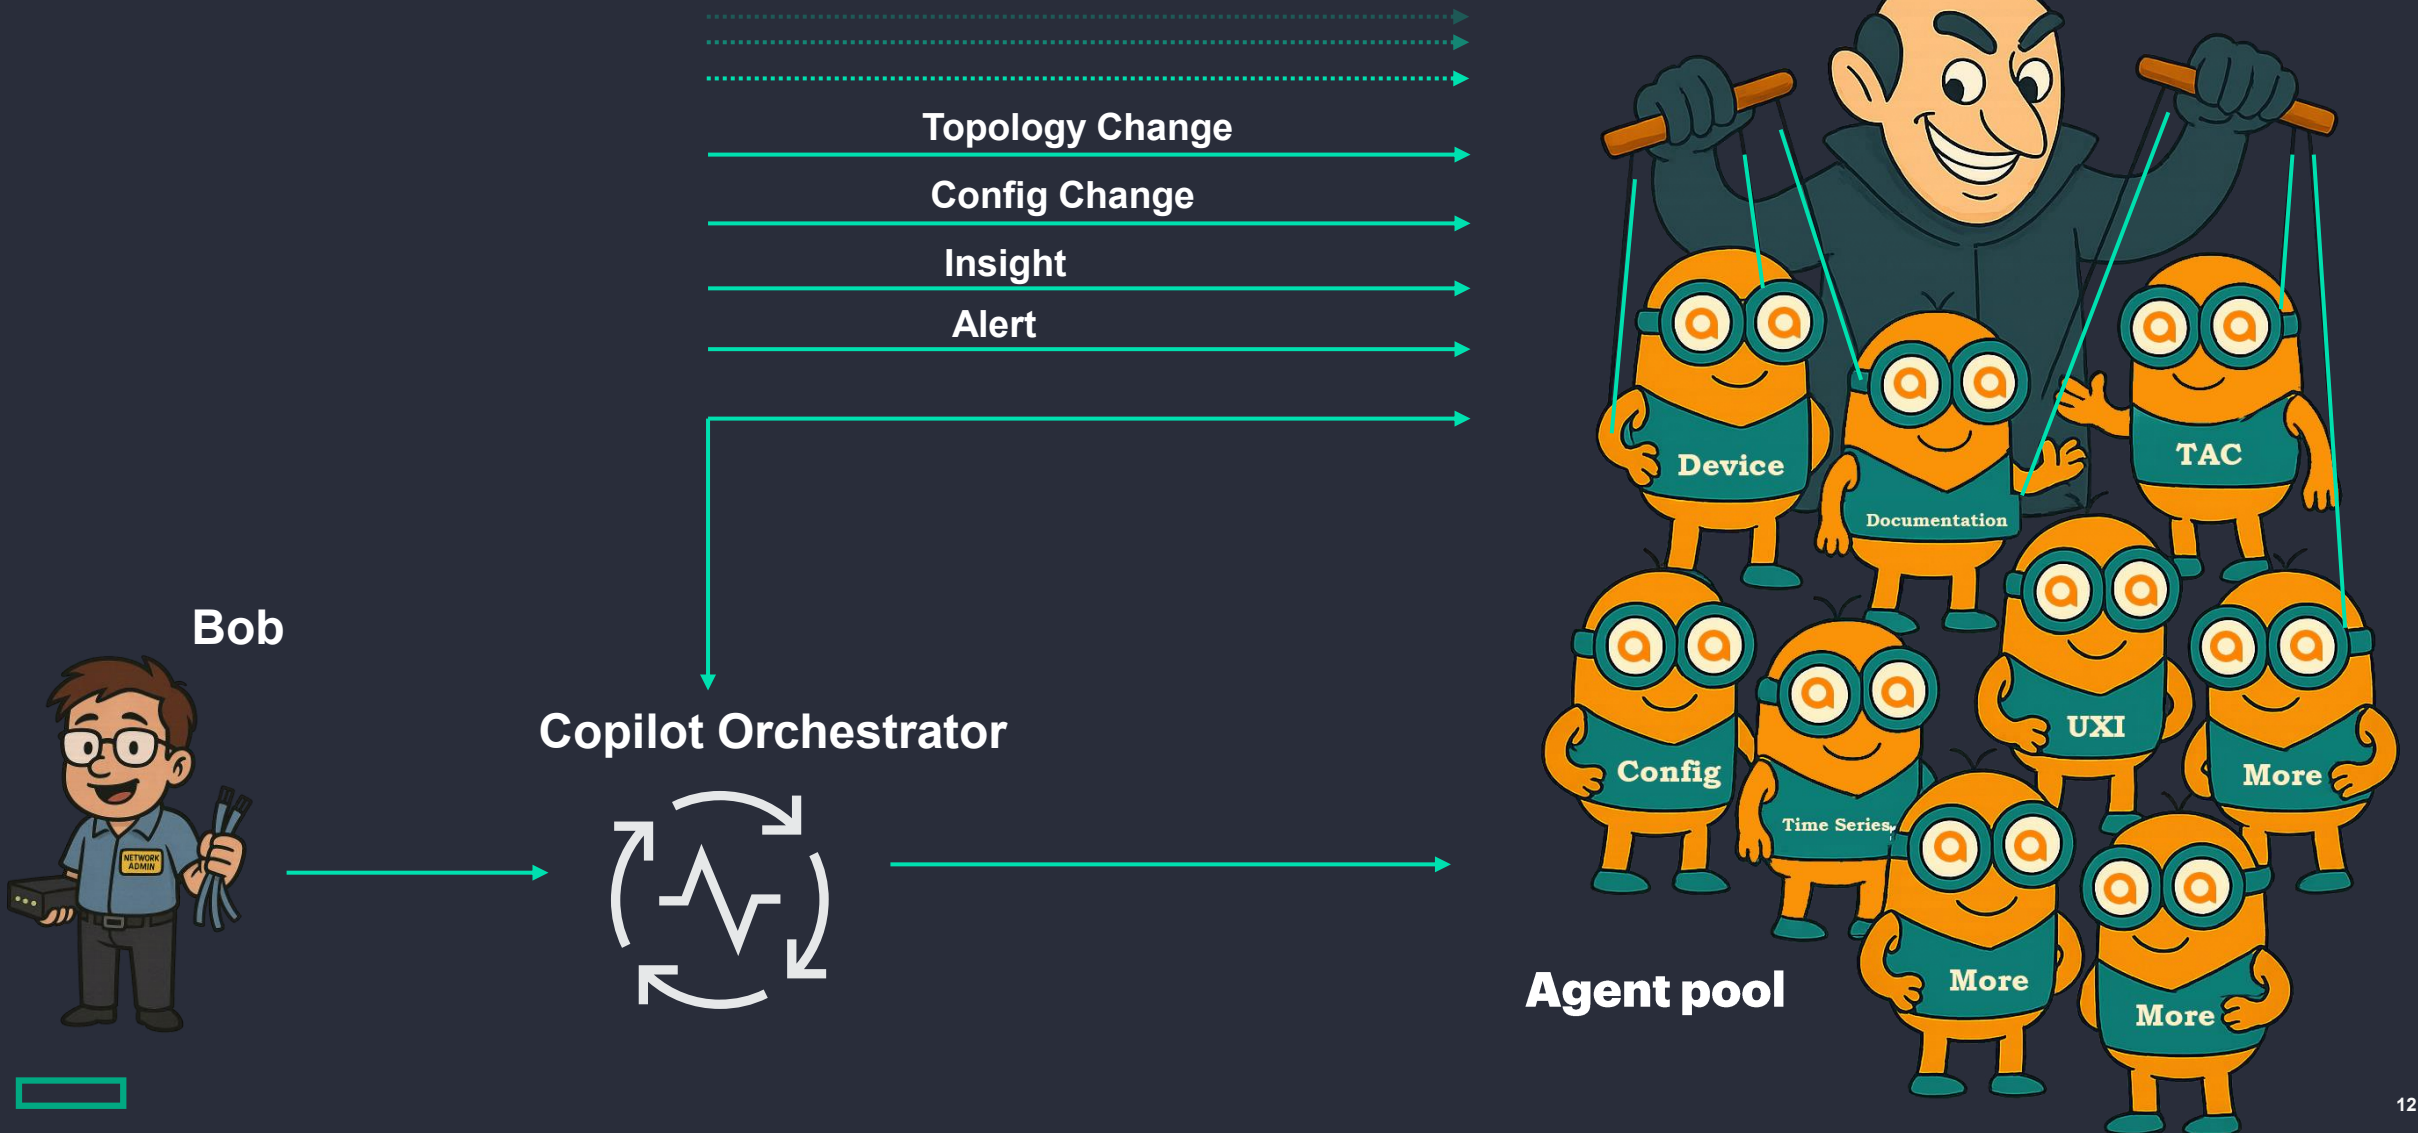 Topology Change
Config Change
Insight
Alert
Bob
NETWORK
ADMIN
Copilot Orchestrator
Agent pool
Device
Documentation
TAC
Config
Time Series
UXI
More
More
More
12